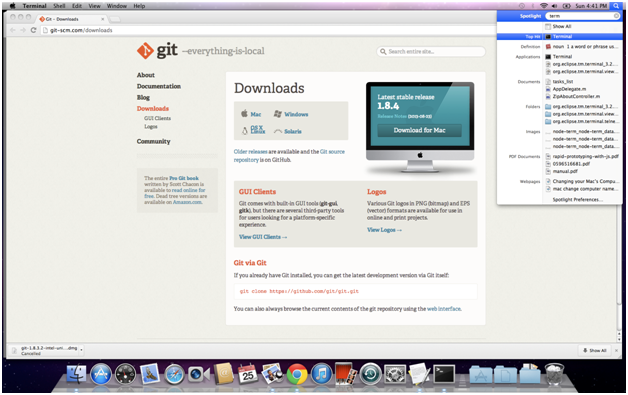 Terminal Shell Edit View Window Help
Sun 4:41 PM
Git - Downloads
git-scm.com/downloads
Spotlight term
Show All
Top Hit Terminal
Definition noun 1 a word or phrase us...
Applications Terminal
org.eclipse.tm.terminal_3.2...
org.eclipse.tm.terminal.view...
Documents tasks_list
AppDelegate.m
ZipAboutController.m
Folders org.eclipse.tm.terminal_3...
org.eclipse.tm.terminal.view...
Images node-term_node-term_data...
... node-term_node-term_data...
... node-term_node-term_data...
PDF Documents rapid-prototyping-with-js.pdf
0596516681.pdf
manual.pdf
Webpages Changing your Mac's Compu...
mac change computer name...
Spotlight Preferences...
git --everything-is-local
Search entire site...
About
Documentation
Blog
Downloads
GUI Clients
Logos
Community
The entire Pro Git book
written by Scott Chacon is
available to read online for
free. Dead tree versions are
available on Amazon.com.
Downloads
Mac Windows
Linux Solaris
Older releases are available and the Git source
repository is on GitHub.
Latest stable release
1.8.4
Release Notes
Download for Mac
GUI Clients
Git comes with built-in GUI tools (git-gui,
gitk), but there are several third-party tools
for users looking for a platform-specific
experience.
View GUI Clients →
Logos
Various Git logos in PNG (bitmap) and EPS
(vector) formats are available for use in
online and print projects.
View Logos →
Git via Git
If you already have Git installed, you can get the latest development version via Git itself:
git clone https://github.com/git/git.git
You can also always browse the current contents of the git repository using the web interface.
git-1.8.3.2-intel-uni....dmg
Cancelled
Show All
25